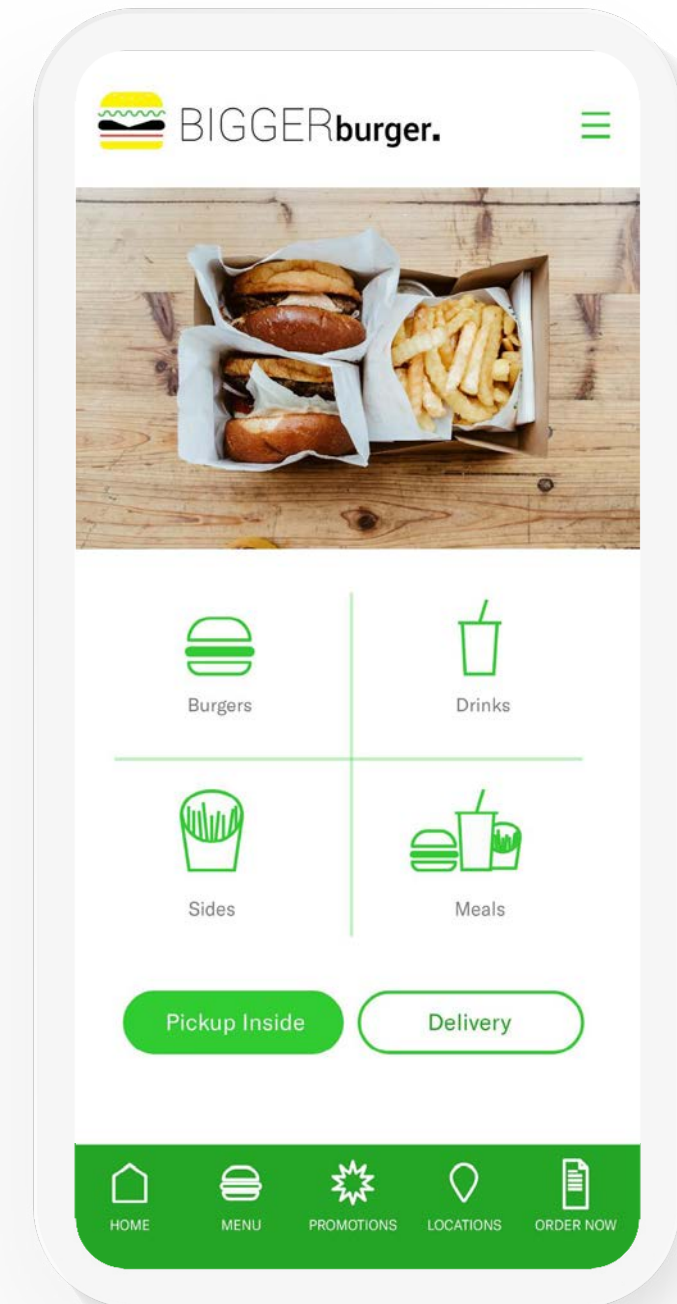 BIGGERburger.
Burgers
Drinks
Sides
Meals
Pickup Inside
Delivery
HOME
MENU
PROMOTIONS
LOCATIONS
ORDER NOW